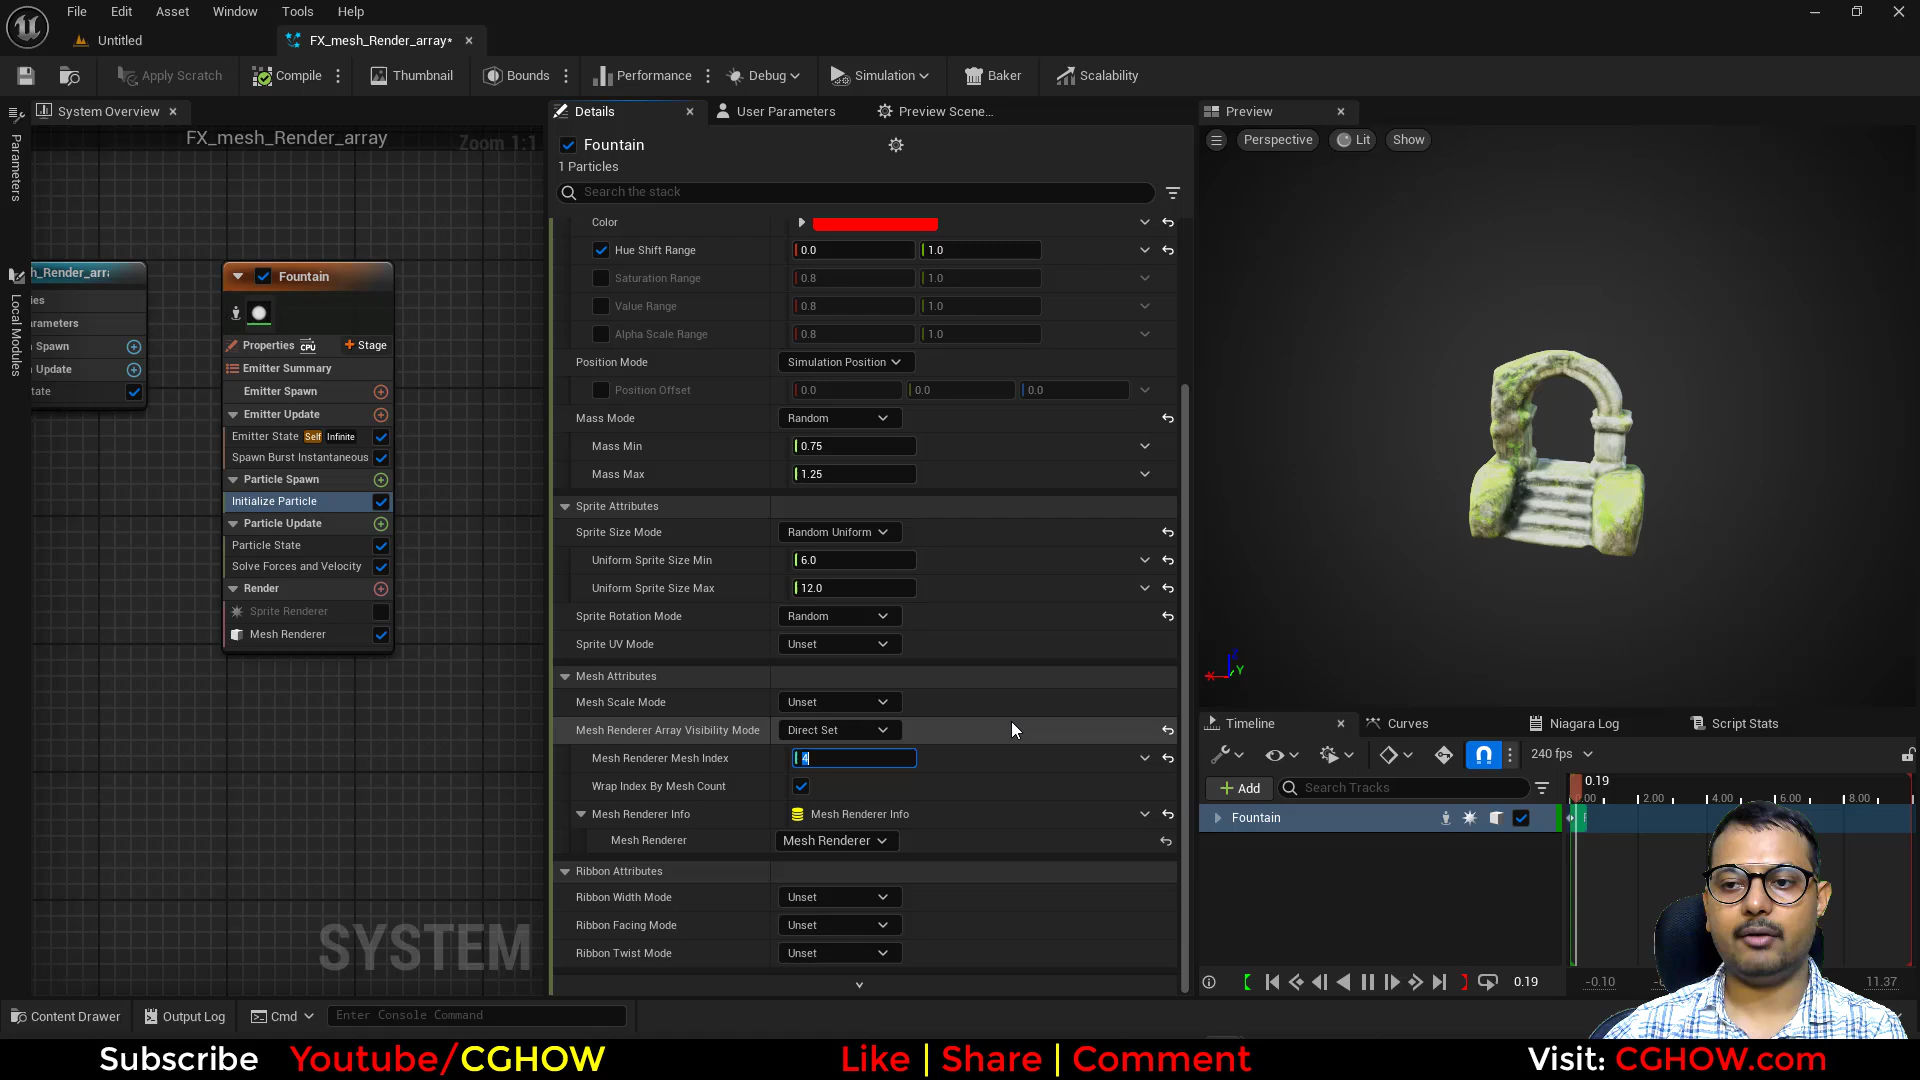 File Edit Asset Window Tools Help
Untitled
FX_mesh_Render_array*
Apply Scratch
Compile
Thumbnail
Bounds
Performance
Debug
Simulation
Baker
Scalability
Parameters
Local Modules
System Overview
FX_mesh_Render_array
Zoom 1:1
h_Render_arra
ies
arameters
Spawn
Update
tate
Fountain
Properties CPU Stage
Emitter Summary
Emitter Spawn
Emitter Update
Emitter State Self Infinite
Spawn Burst Instantaneous
Particle Spawn
Initialize Particle
Particle Update
Particle State
Solve Forces and Velocity
Render
Sprite Renderer
Mesh Renderer
SYSTEM
Details
User Parameters
Preview Scene...
Fountain
1 Particles
Search the stack
Color
Hue Shift Range 0.0 1.0
Saturation Range 0.8 1.0
Value Range 0.8 1.0
Alpha Scale Range 0.8 1.0
Position Mode Simulation Position
Position Offset 0.0 0.0 0.0
Mass Mode Random
Mass Min 0.75
Mass Max 1.25
Sprite Attributes
Sprite Size Mode Random Uniform
Uniform Sprite Size Min 6.0
Uniform Sprite Size Max 12.0
Sprite Rotation Mode Random
Sprite UV Mode Unset
Mesh Attributes
Mesh Scale Mode Unset
Mesh Renderer Array Visibility Mode Direct Set
Mesh Renderer Mesh Index 4
Wrap Index By Mesh Count
Mesh Renderer Info Mesh Renderer Info
Mesh Renderer Mesh Renderer
Ribbon Attributes
Ribbon Width Mode Unset
Ribbon Facing Mode Unset
Ribbon Twist Mode Unset
Preview
Perspective Lit Show
Z
X Y
Timeline
Curves
Niagara Log
Script Stats
240 fps
Add
Search Tracks
0.19
0.00 2.00 4.00 6.00 8.00
Fountain
0.19
-0.10
11.37
Content Drawer
Output Log
Cmd
Enter Console Command
Subscribe Youtube/CGHOW Like | Share | Comment Visit: CGHOW.com